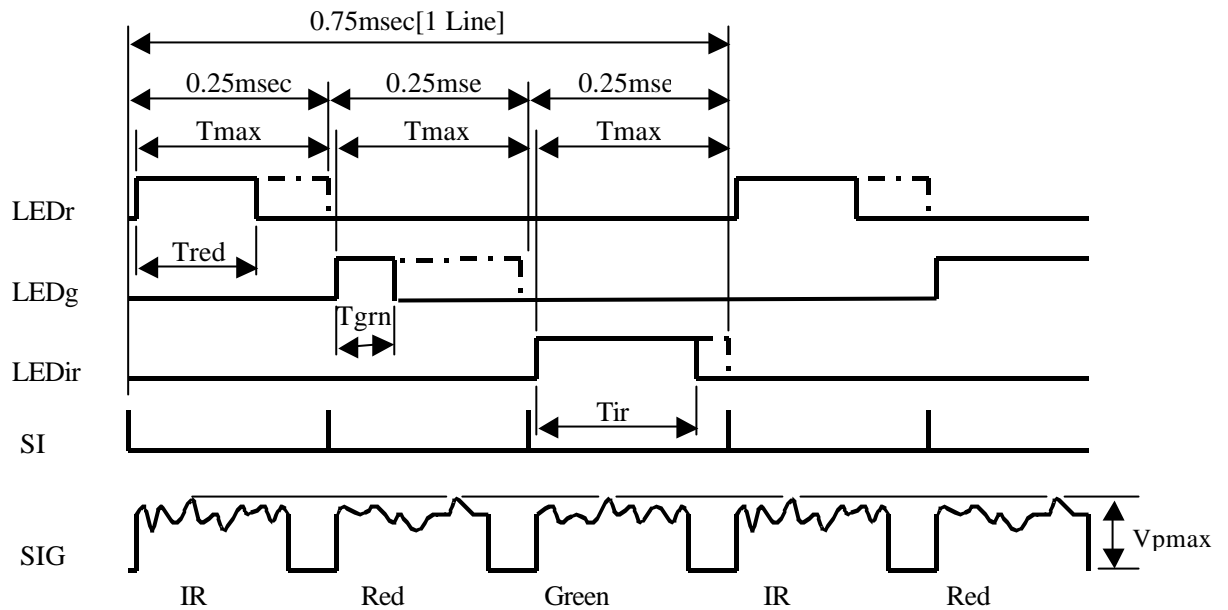 0.75msec[1 Line]
0.25msec 0.25mse 0.25mse
Tmax Tmax Tmax
LEDr
Tred
LEDg
Tgrn
LEDir
Tir
SI
SIG
Vpmax
IR Red Green IR Red